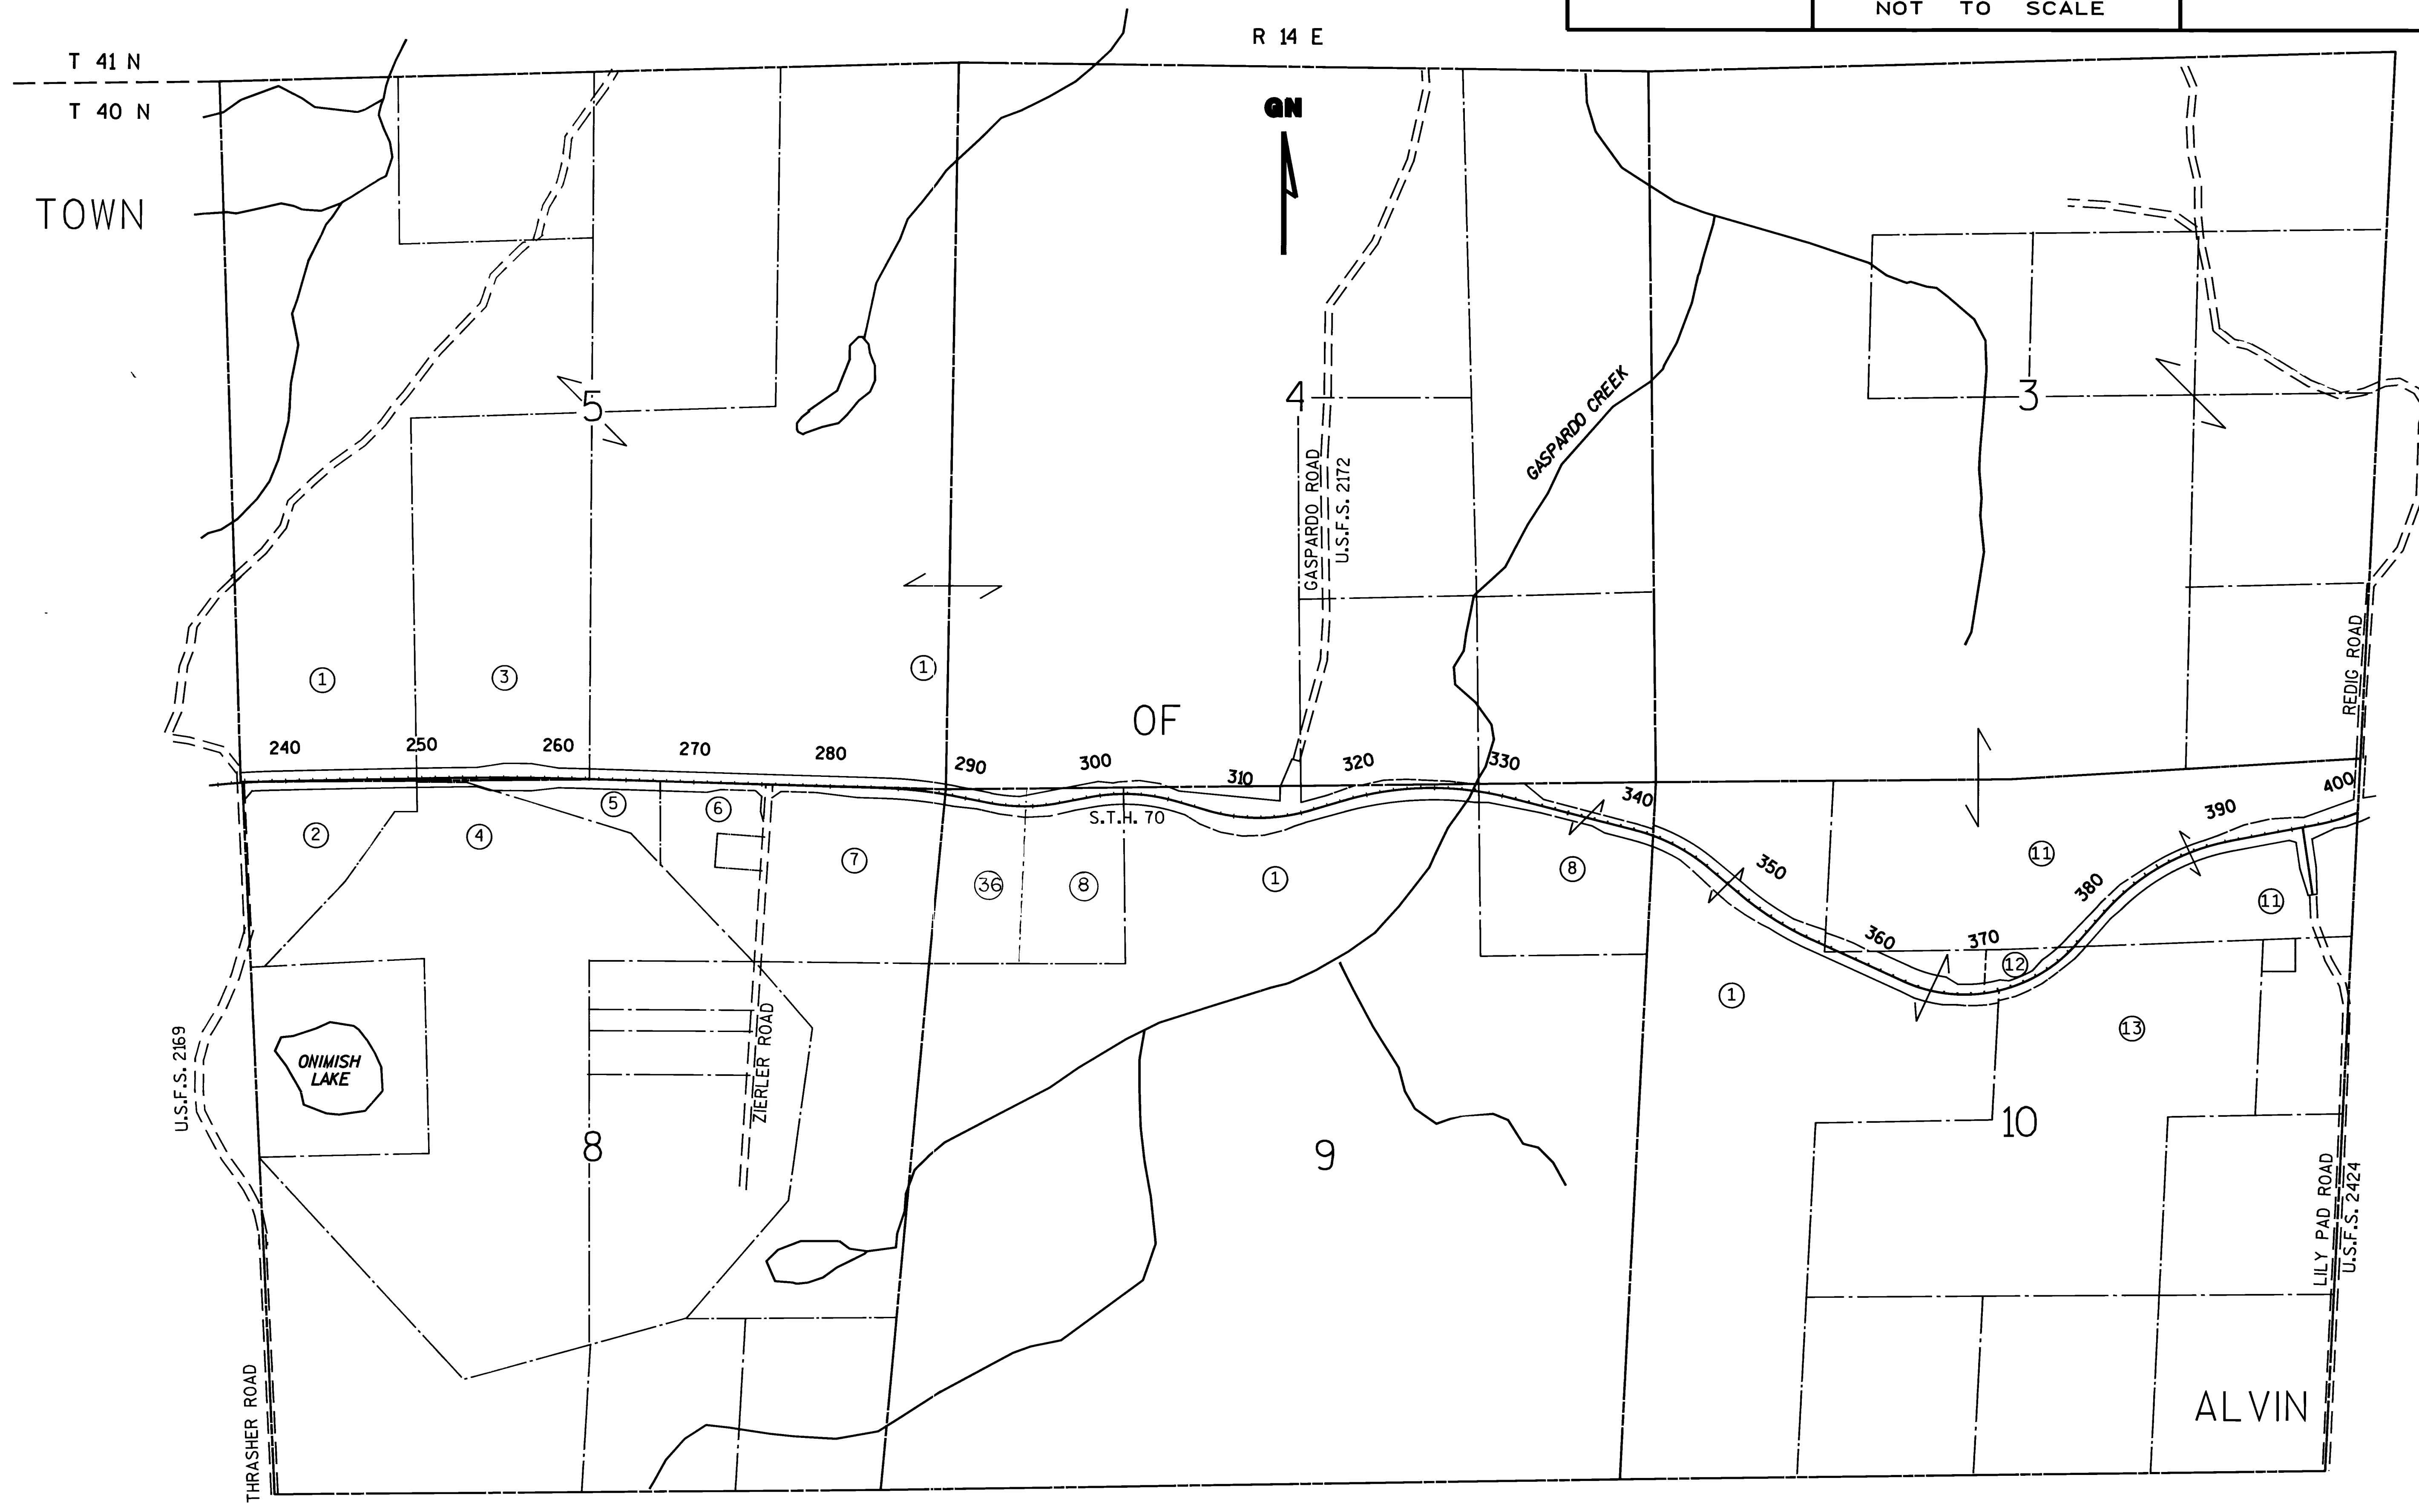 NOT TO SCALE
R 14 E
T 41 N
T 40 N
GN
TOWN
5
4
3
GASPARDO CREEK
GASPARDO ROAD
U.S.F.S. 2172
REDIG ROAD
1
3
1
OF
240
250
260
270
280
290
300
310
320
330
340
350
360
370
380
390
400
S.T.H. 70
2
4
5
6
7
36
8
1
8
11
11
12
1
13
ONIMISH
LAKE
U.S.F.S. 2169
ZIERLER ROAD
8
9
10
LILY PAD ROAD
U.S.F.S. 2424
THRASHER ROAD
ALVIN